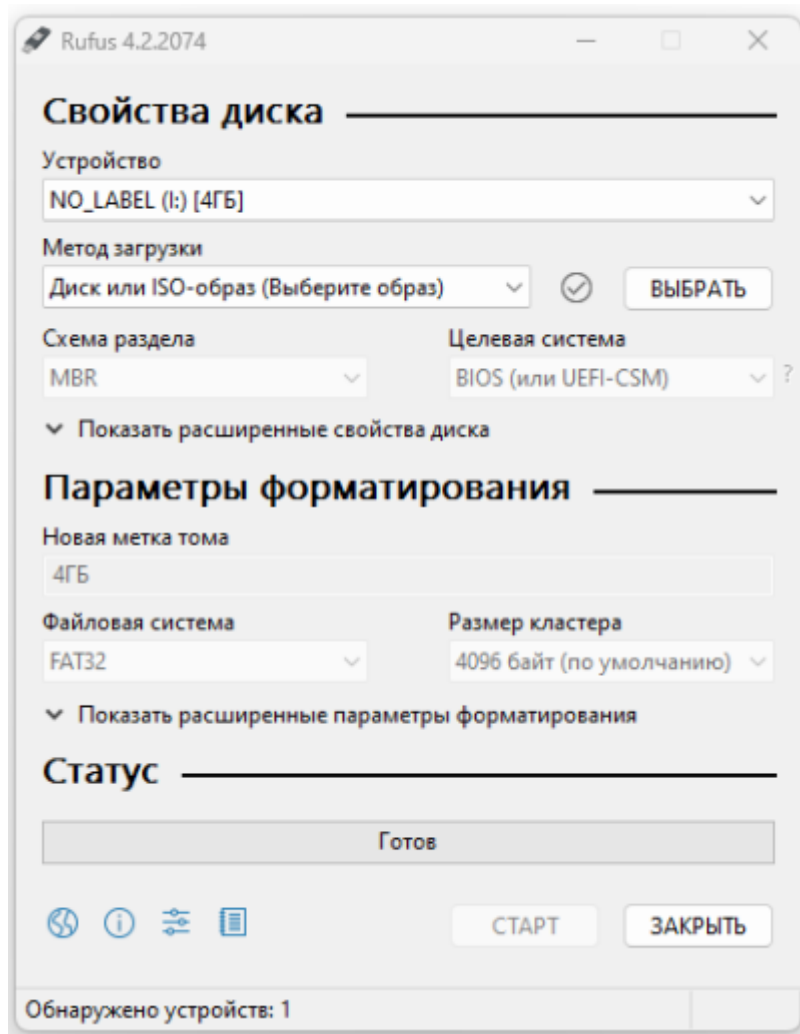 Rufus 4.2.2074
Свойства диска
Устройство
NO_LABEL (I:) [4ГБ]
Метод загрузки
Диск или ISO-образ (Выберите образ)
ВЫБРАТЬ
Схема раздела
Целевая система
MBR
BIOS (или UEFI-CSM)
?
Показать расширенные свойства диска
Параметры форматирования
Новая метка тома
4ГБ
Файловая система
Размер кластера
FAT32
4096 байт (по умолчанию)
Показать расширенные параметры форматирования
Статус
Готов
СТАРТ
ЗАКРЫТЬ
Обнаружено устройств: 1